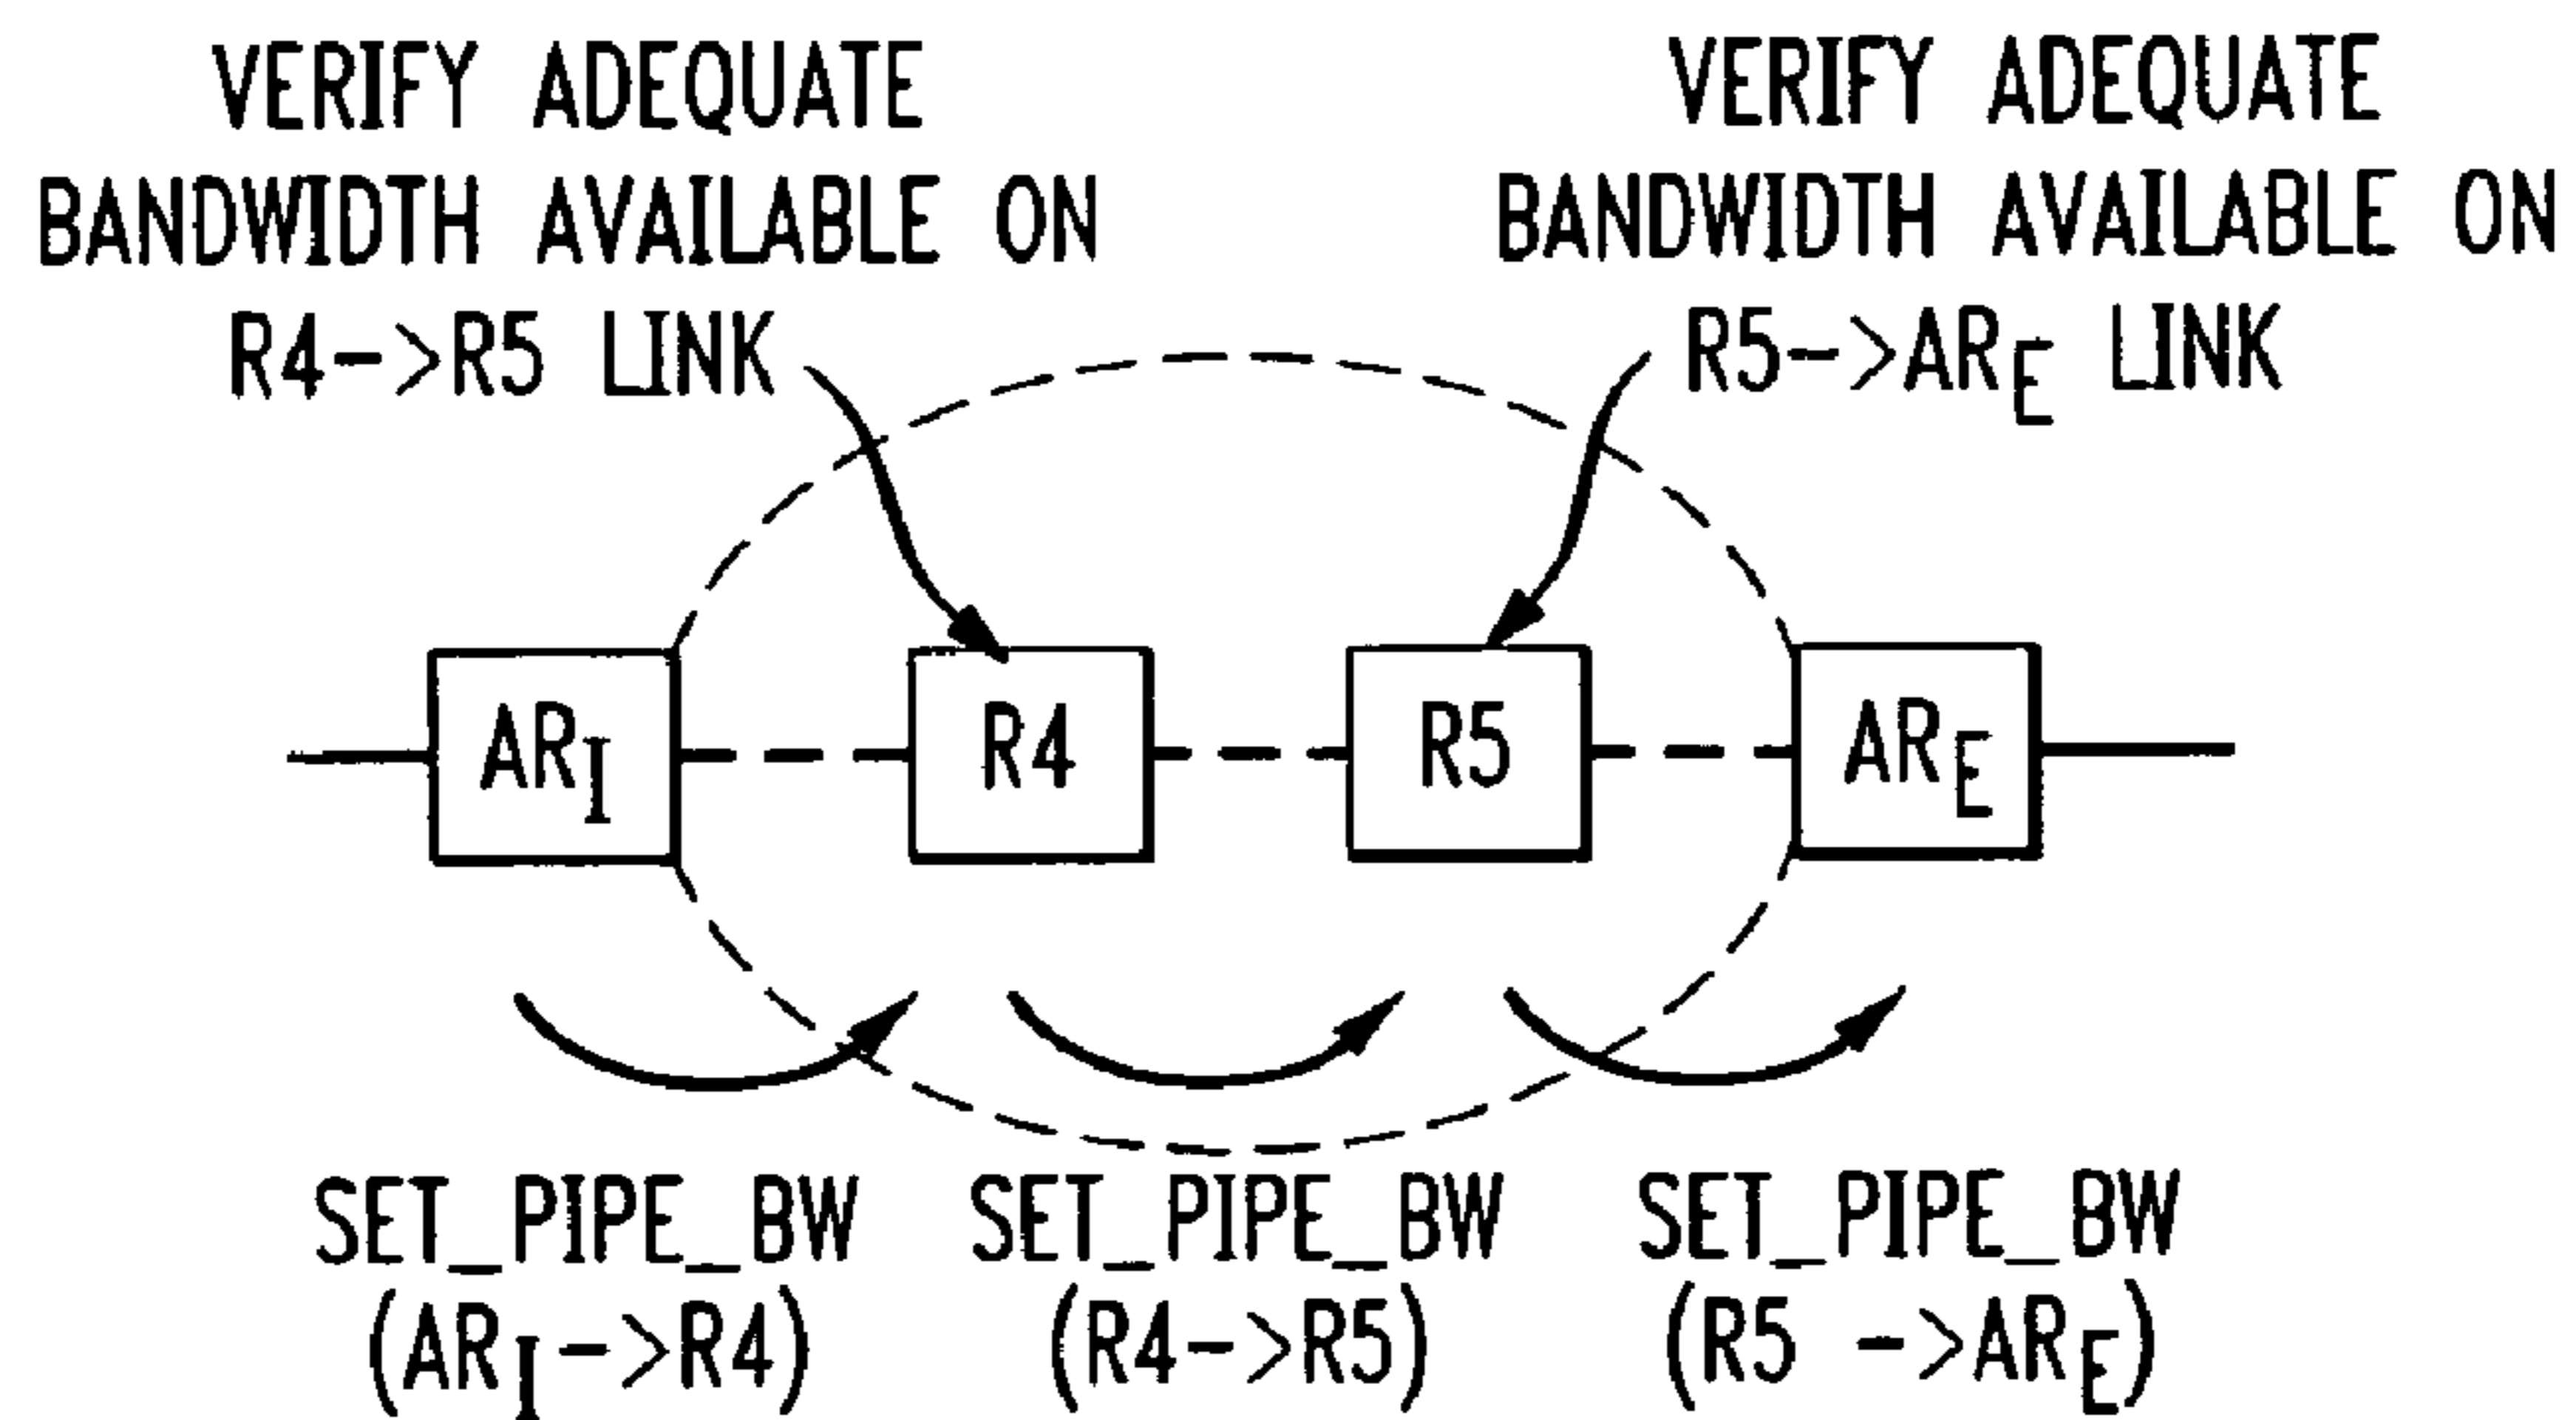 VERIFY ADEQUATE
BANDWIDTH AVAILABLE ON
R4->R5 LINK
VERIFY ADEQUATE
BANDWIDTH AVAILABLE ON
R5->ARE LINK
ARI
R4
R5
ARE
SET_PIPE_BW
(ARI->R4)
SET_PIPE_BW
(R4->R5)
SET_PIPE_BW
(R5 ->ARE)